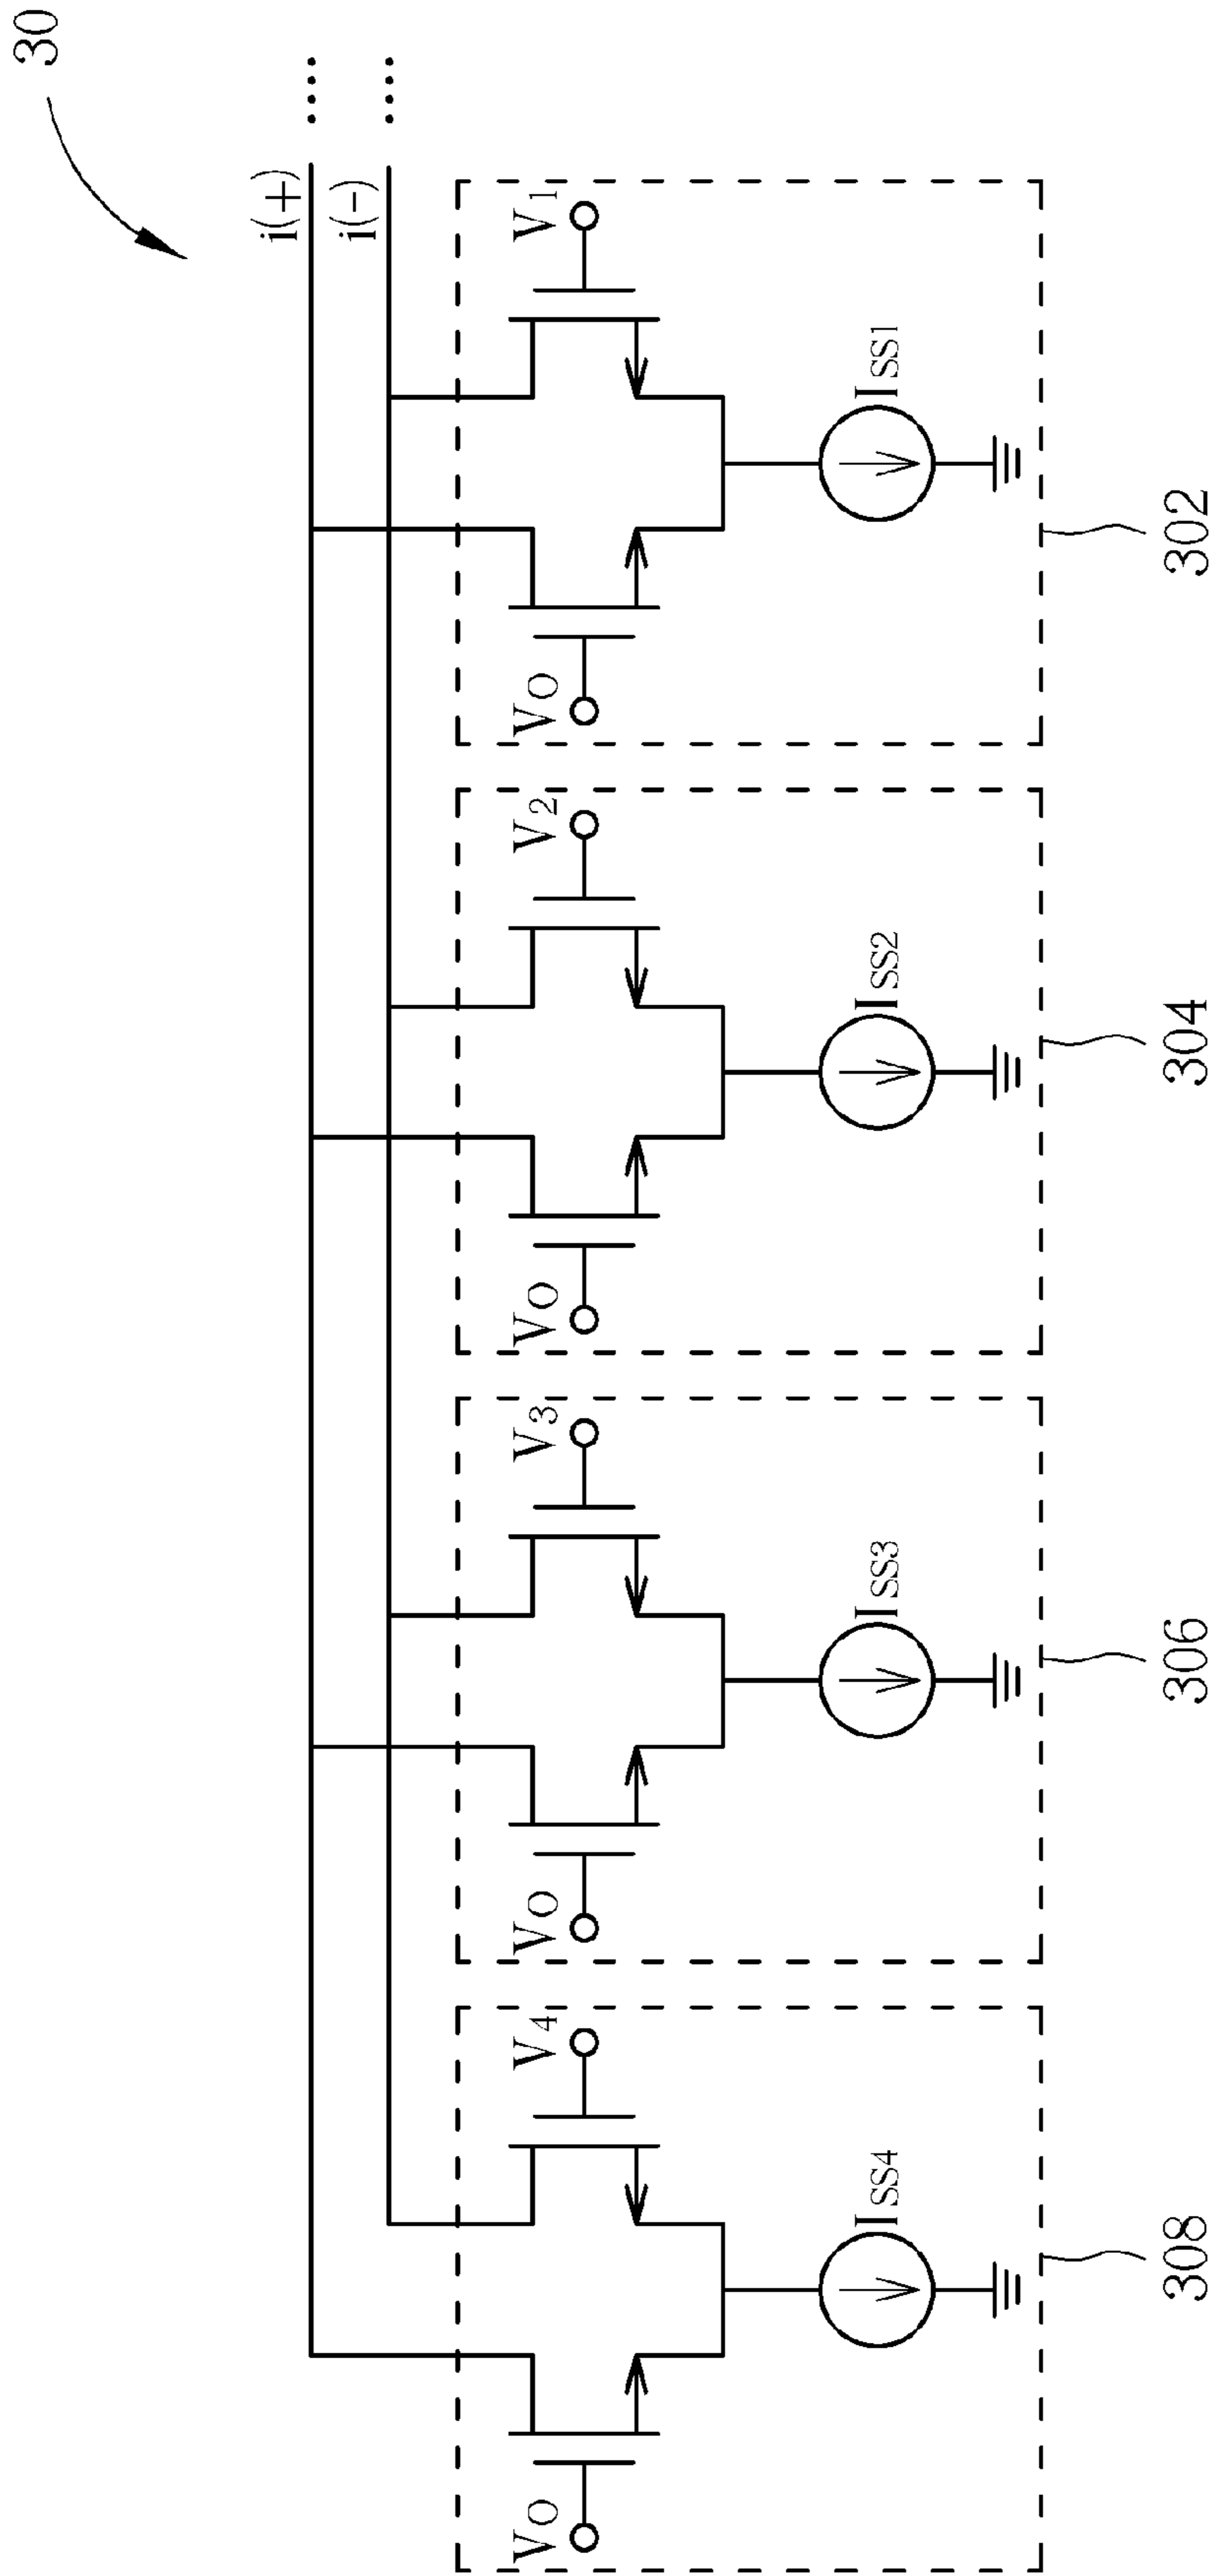 30
i(+)
i(-)
VO V4 VO V3 VO V2 VO V1
ISS4 ISS3 ISS2 ISS1
308 306 304 302